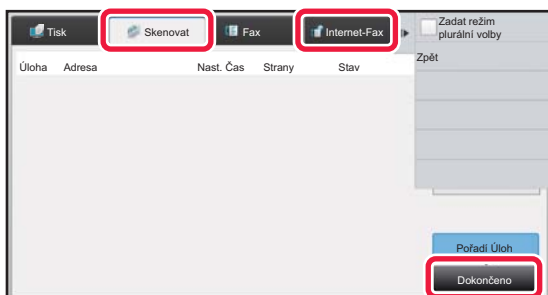 Tisk Skenovat Fax Internet-Fax
Zadat režim
plurální volby
Úloha Adresa Nast. Čas Strany Stav
Zpět
Pořadí Úloh
Dokončeno